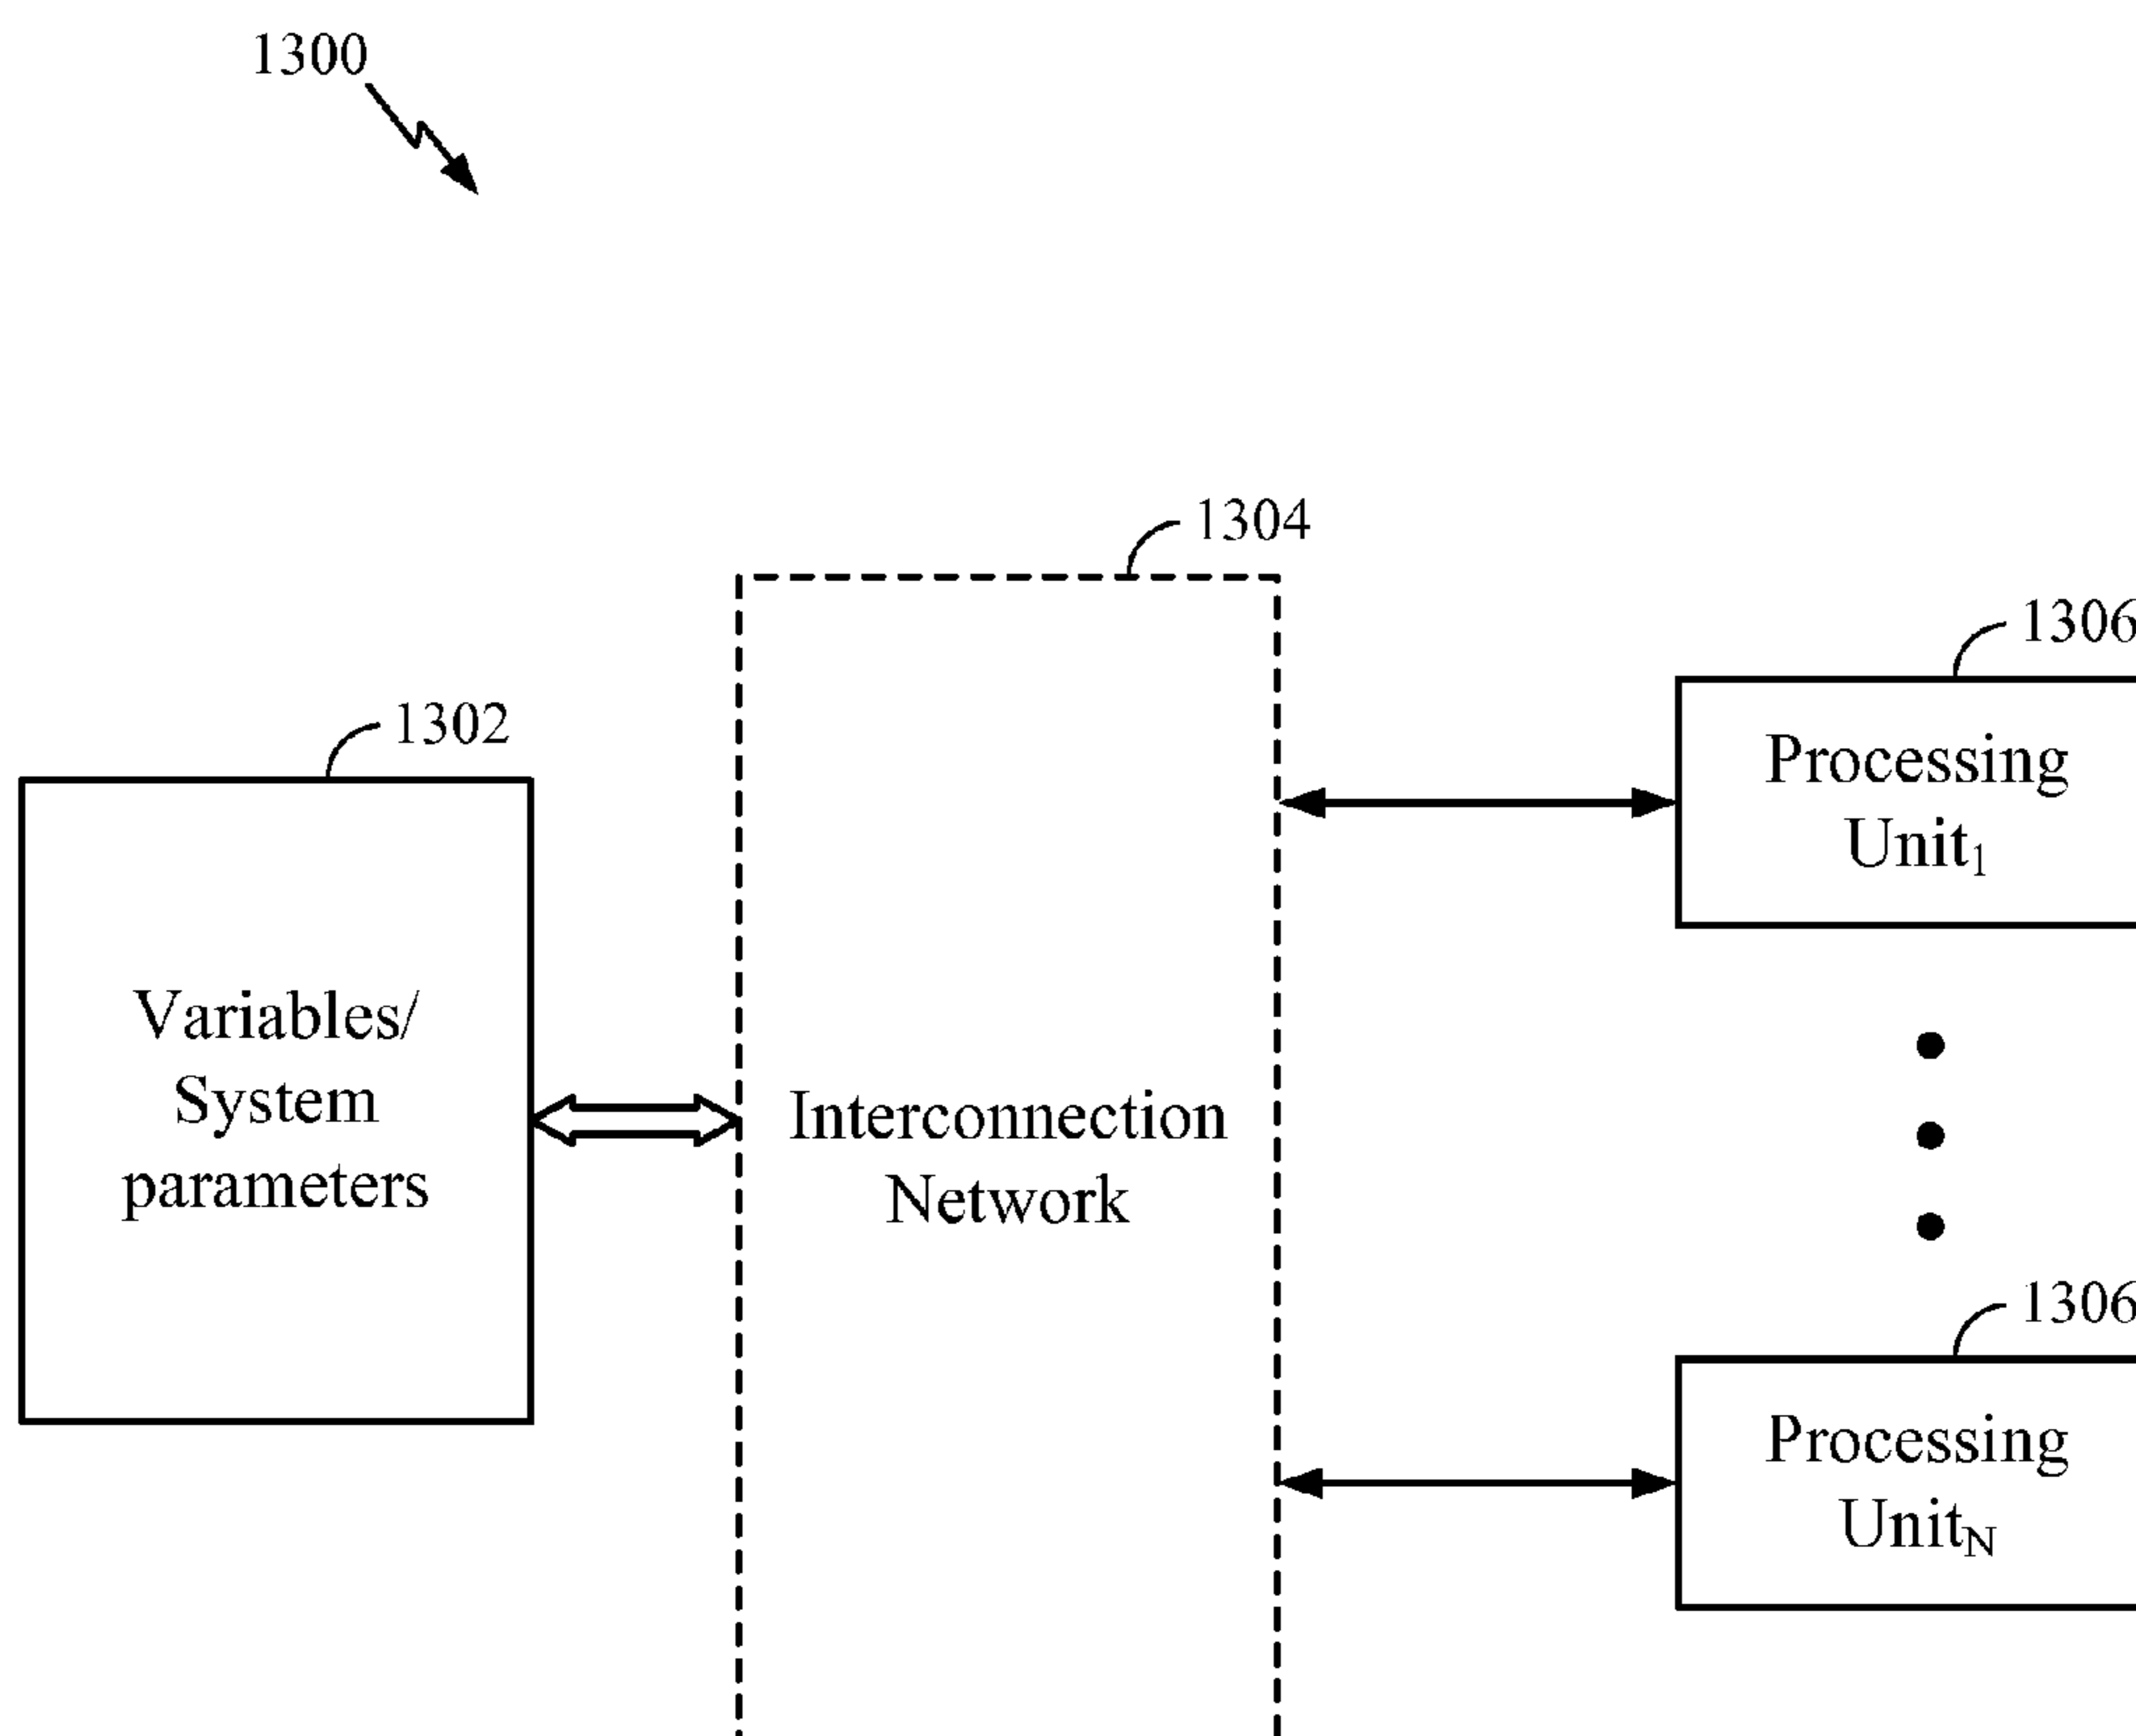 1300
1304
1306
1302
Processing
Unit1
Variables/
System
parameters
Interconnection
Network
1306
Processing
UnitN